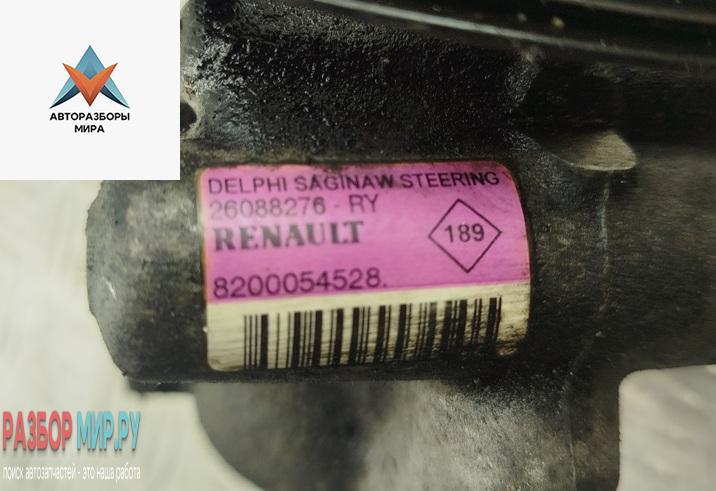 АВТОРАЗБОРЫ
МИРА
DELPHI SAGINAW STEERING
26088276 - RY
RENAULT
189
8200054528.
РАЗБОР МИР.РУ
поиск автозапчастей - это наша работа